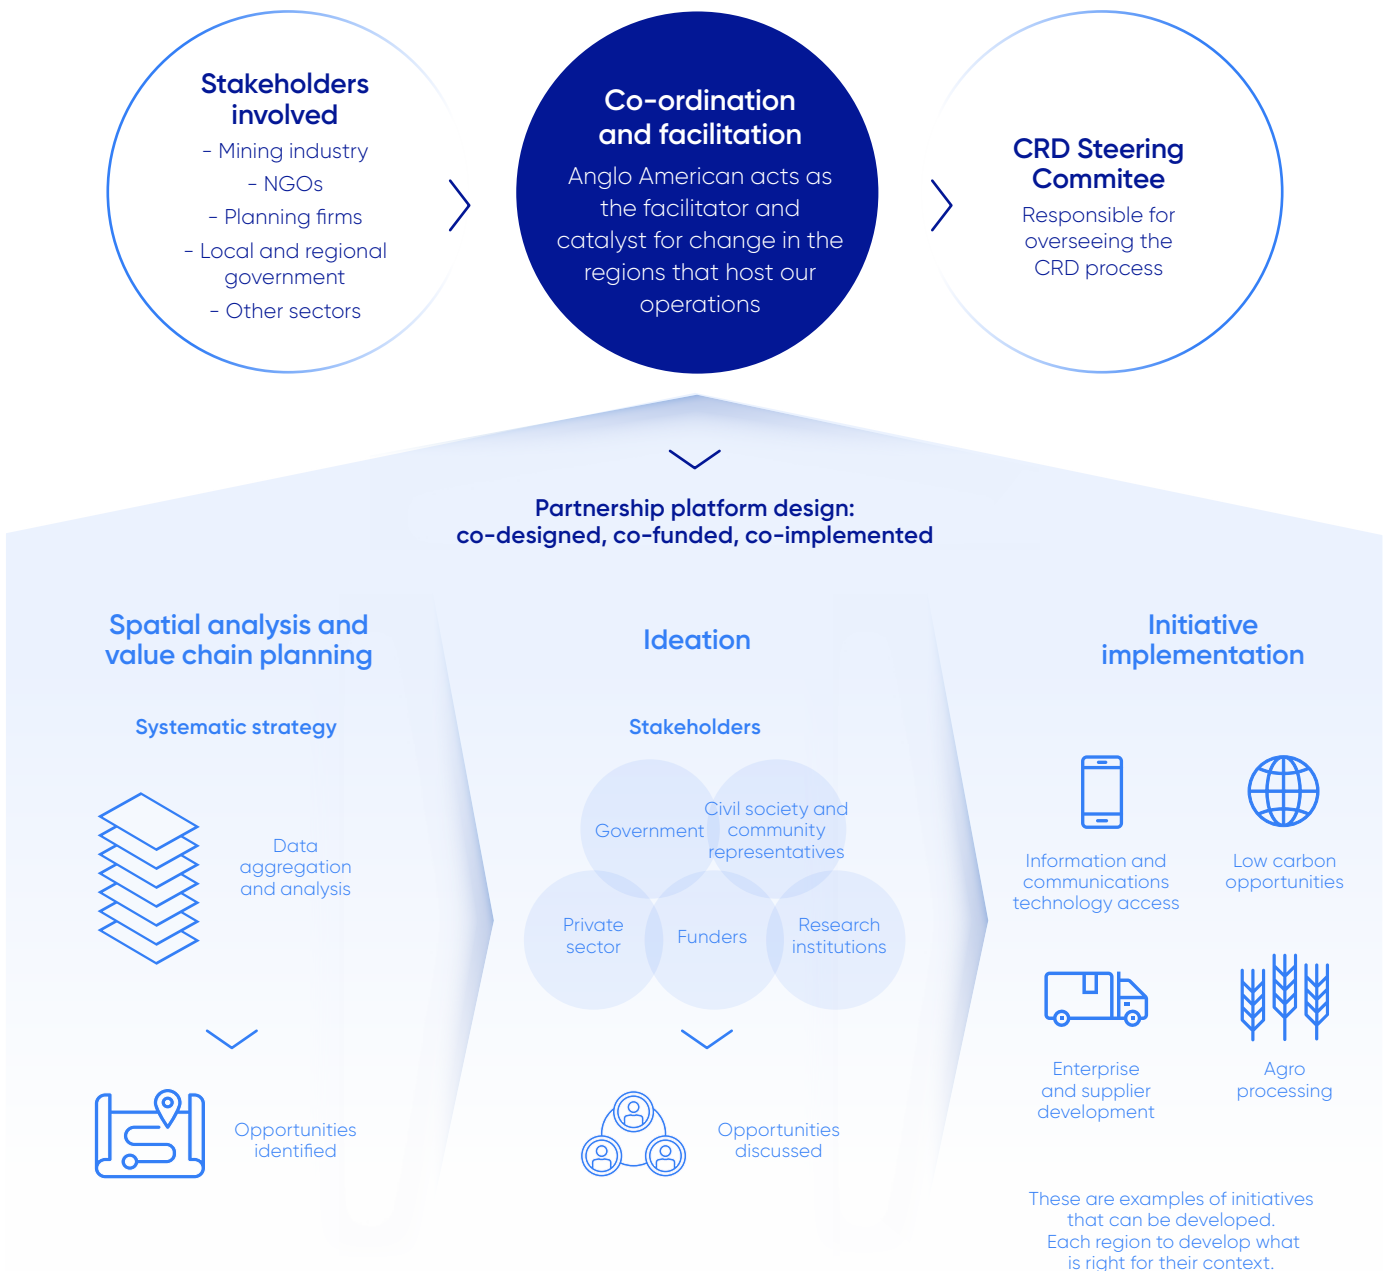 Stakeholders
involved
- Mining industry
- NGOs
- Planning firms
- Local and regional
government
- Other sectors
Co-ordination
and facilitation
Anglo American acts as
the facilitator and
catalyst for change in the
regions that host our
operations
CRD Steering
Commitee
Responsible for
overseeing the
CRD process
Partnership platform design:
co-designed, co-funded, co-implemented
Spatial analysis and
value chain planning
Systematic strategy
Data
aggregation
and analysis
Opportunities
identified
Ideation
Stakeholders
Government
Civil society and
community
representatives
Private
sector
Funders
Research
institutions
Opportunities
discussed
Initiative
implementation
Information and
communications
technology access
Low carbon
opportunities
Enterprise
and supplier
development
Agro
processing
These are examples of initiatives
that can be developed.
Each region to develop what
is right for their context.